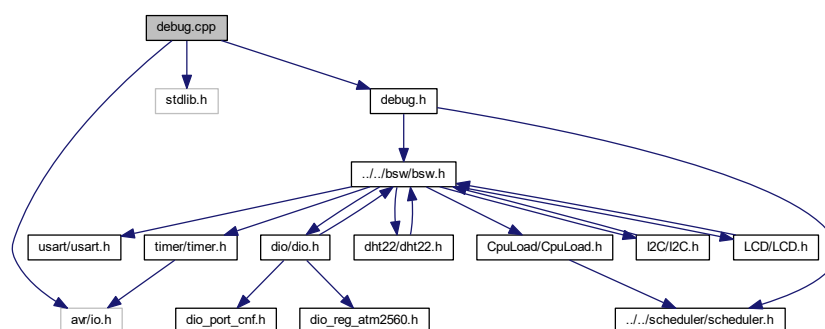 debug.cpp
stdlib.h
debug.h
../../bsw/bsw.h
usart/usart.h
timer/timer.h
dio/dio.h
dht22/dht22.h
CpuLoad/CpuLoad.h
I2C/I2C.h
LCD/LCD.h
avr/io.h
dio_port_cnf.h
dio_reg_atm2560.h
../../scheduler/scheduler.h